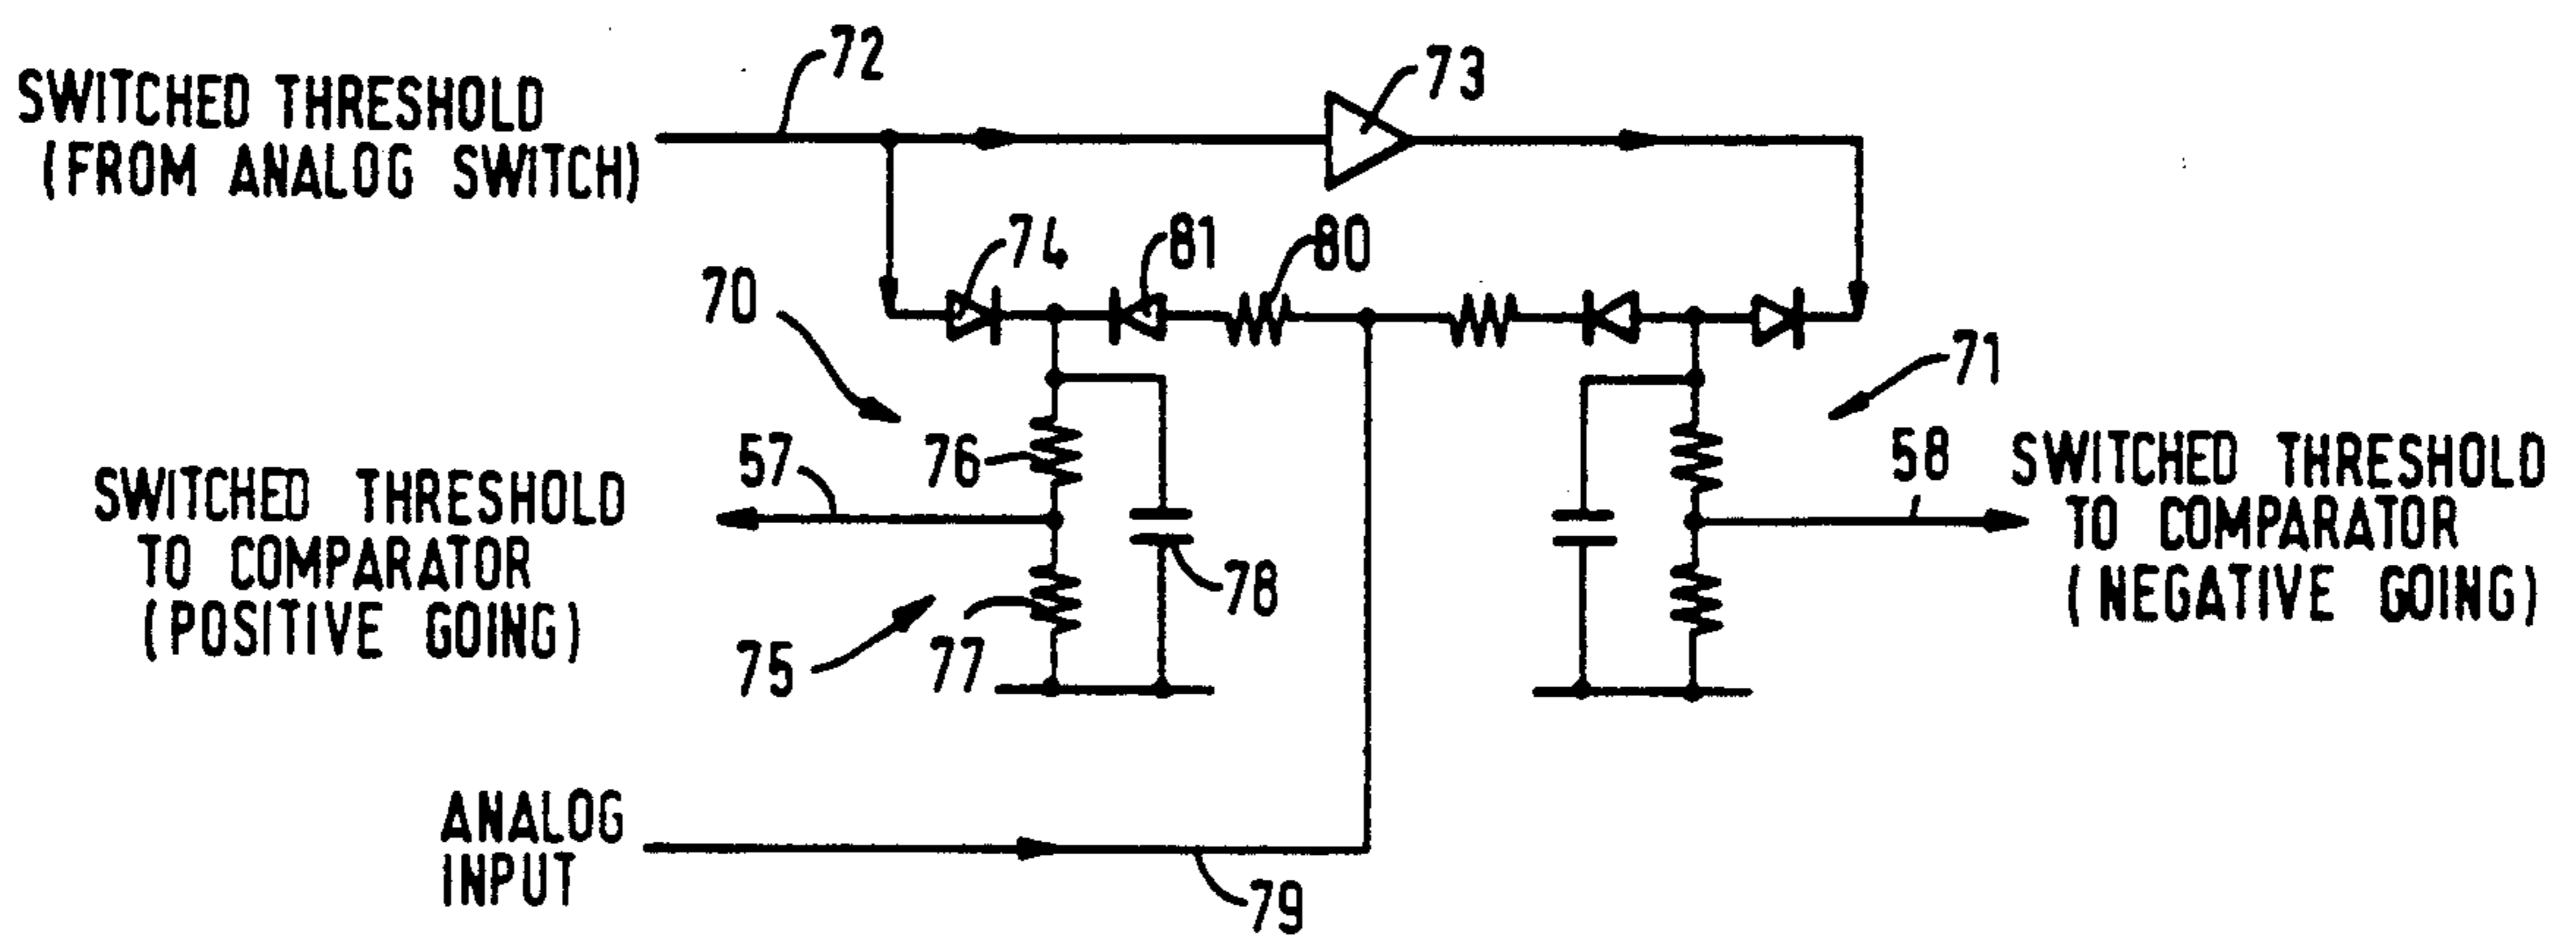 72
73
SWITCHED THRESHOLD
(FROM ANALOG SWITCH)
74
81
80
70
71
57
76
58
SWITCHED THRESHOLD
TO COMPARATOR
(POSITIVE GOING)
SWITCHED THRESHOLD
TO COMPARATOR
(NEGATIVE GOING)
78
75
77
ANALOG
INPUT
79